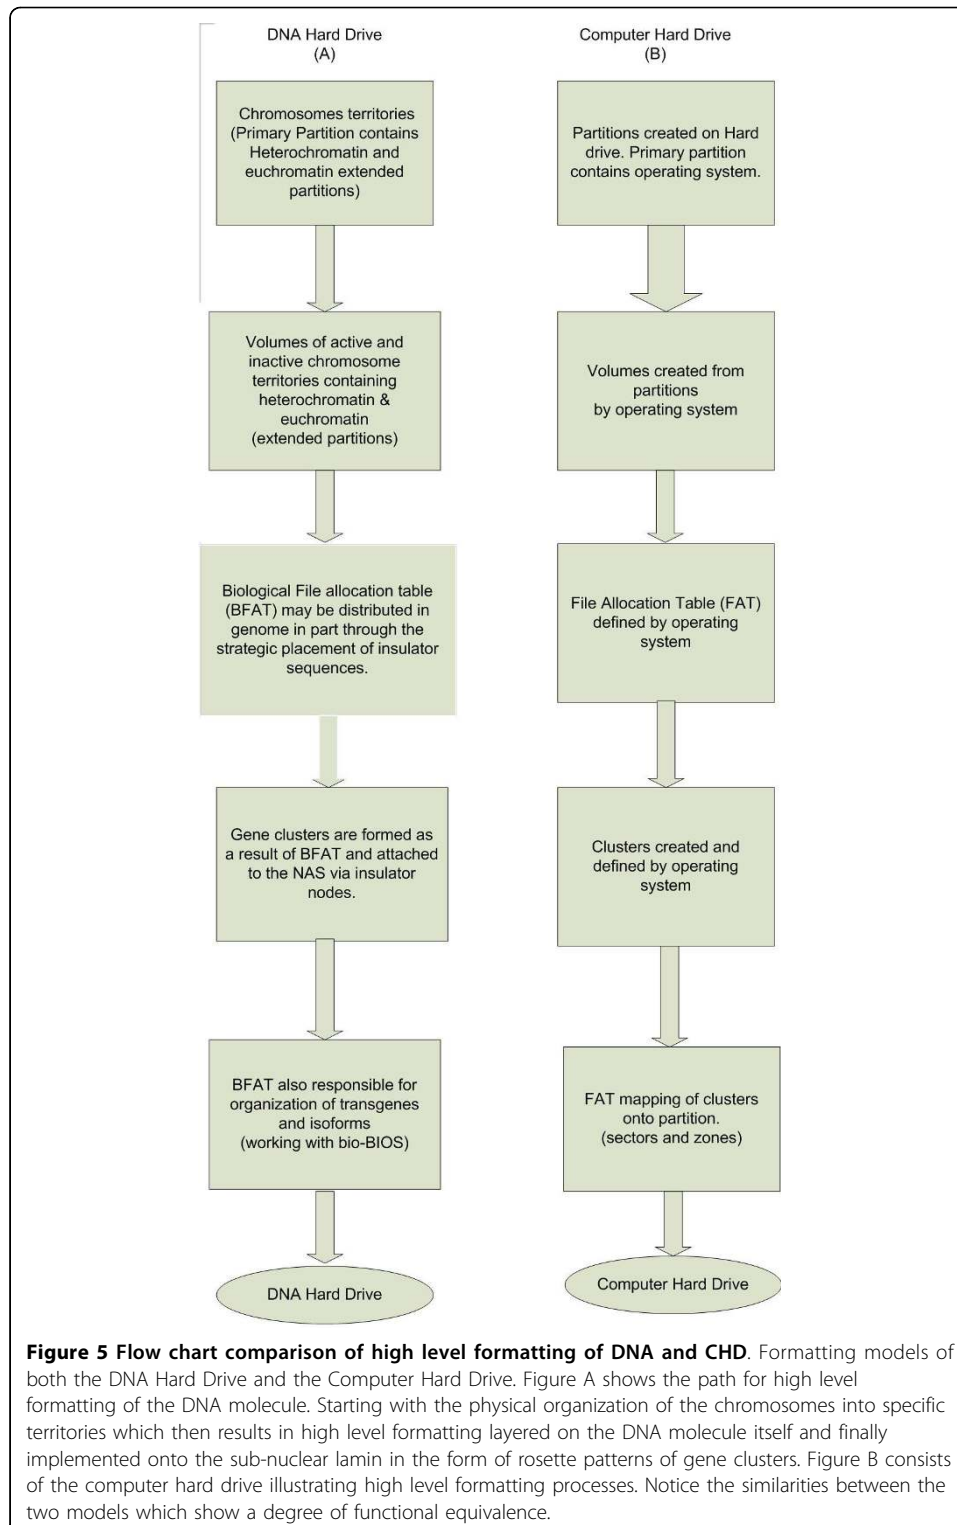 DNA Hard Drive
(A)
Chromosomes territories
(Primary Partition contains
Heterochromatin and
euchromatin extended
partitions)
Volumes of active and
inactive chromosome
territories containing
heterochromatin &
euchromatin
(extended partitions)
Biological File allocation table
(BFAT) may be distributed in
genome in part through the
strategic placement of insulator
sequences.
Gene clusters are formed as
a result of BFAT and attached
to the NAS via insulator
nodes.
BFAT also responsible for
organization of transgenes
and isoforms
(working with bio-BIOS)
DNA Hard Drive
Computer Hard Drive
(B)
Partitions created on Hard
drive. Primary partition
contains operating system.
Volumes created from
partitions
by operating system
File Allocation Table (FAT)
defined by operating
system
Clusters created and
defined by operating
system
FAT mapping of clusters
onto partition.
(sectors and zones)
Computer Hard Drive
Figure 5 Flow chart comparison of high level formatting of DNA and CHD. Formatting models of
both the DNA Hard Drive and the Computer Hard Drive. Figure A shows the path for high level
formatting of the DNA molecule. Starting with the physical organization of the chromosomes into specific
territories which then results in high level formatting layered on the DNA molecule itself and finally
implemented onto the sub-nuclear lamin in the form of rosette patterns of gene clusters. Figure B consists
of the computer hard drive illustrating high level formatting processes. Notice the similarities between the
two models which show a degree of functional equivalence.